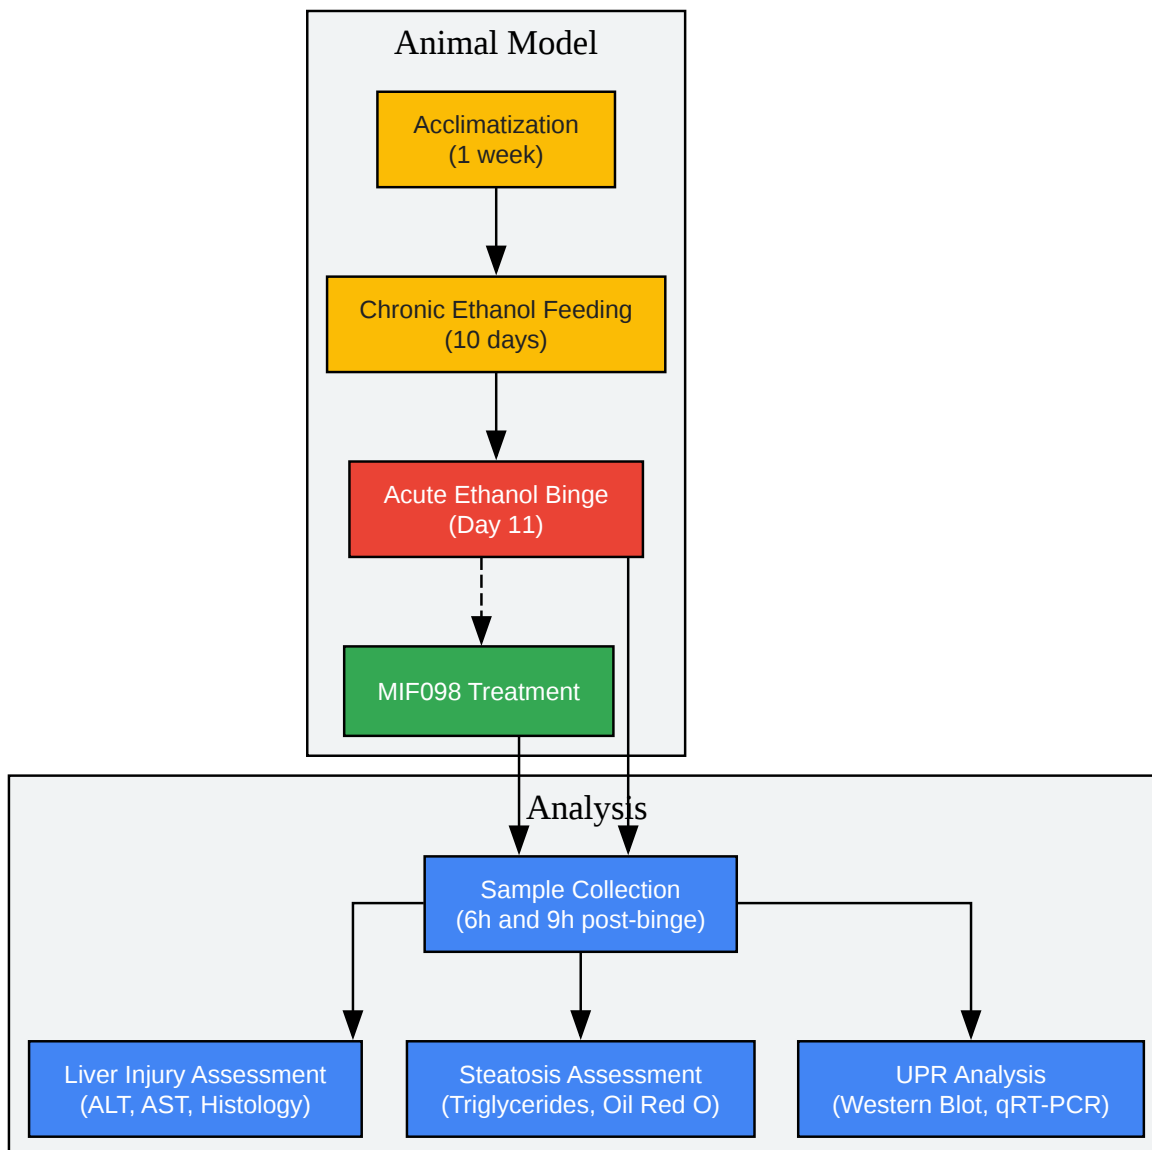 Animal Model
Acclimatization
(1 week)
Chronic Ethanol Feeding
(10 days)
Acute Ethanol Binge
(Day 11)
MIF098 Treatment
Analysis
Sample Collection
(6h and 9h post-binge)
Liver Injury Assessment
(ALT, AST, Histology)
Steatosis Assessment
(Triglycerides, Oil Red O)
UPR Analysis
(Western Blot, qRT-PCR)